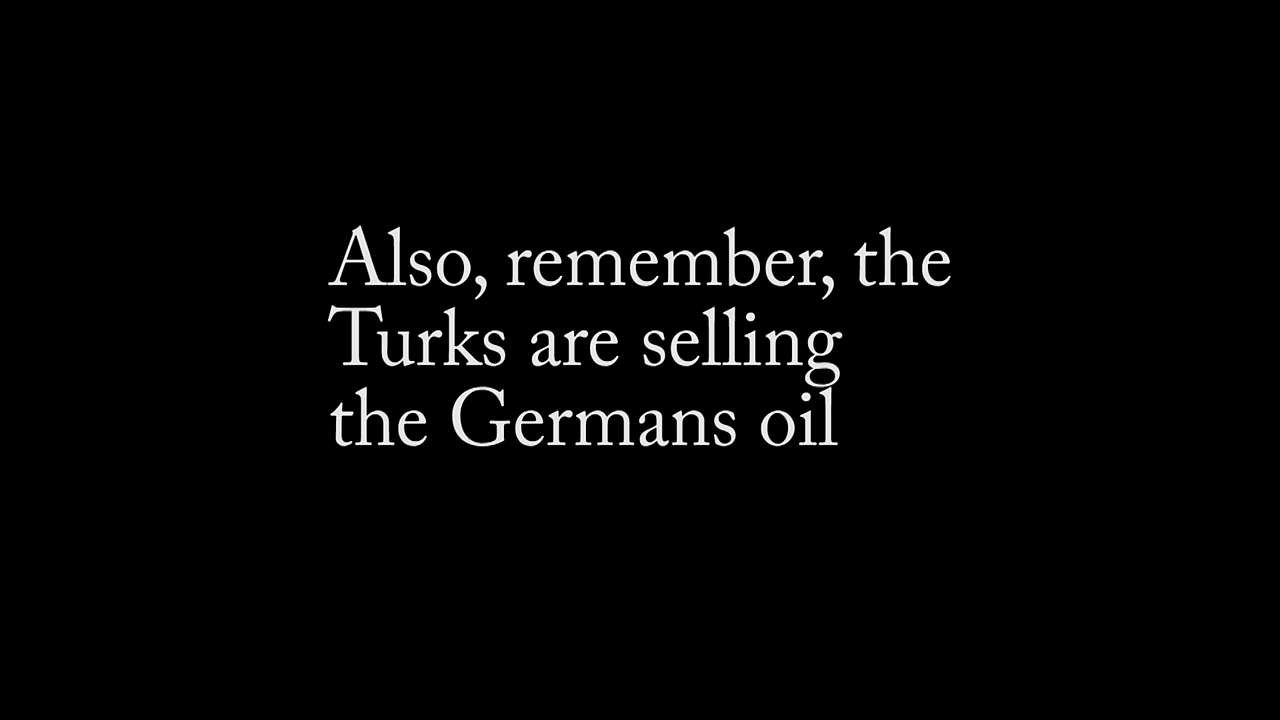 Also, remember, the
Turks are selling
the Germans oil